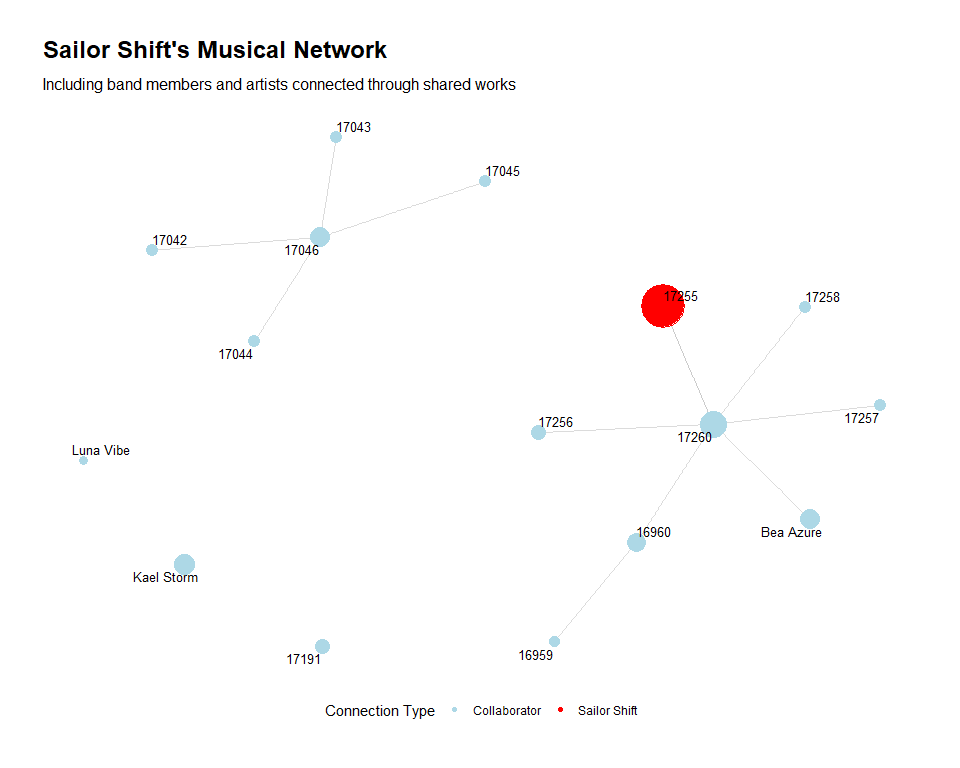 Sailor Shift's Musical Network
Including band members and artists connected through shared works
17043
17045
17042
17046
17255
17258
17044
17257
17256
17260
Luna Vibe
16960
Bea Azure
Kael Storm
16959
17191
Connection Type
Collaborator
Sailor Shift